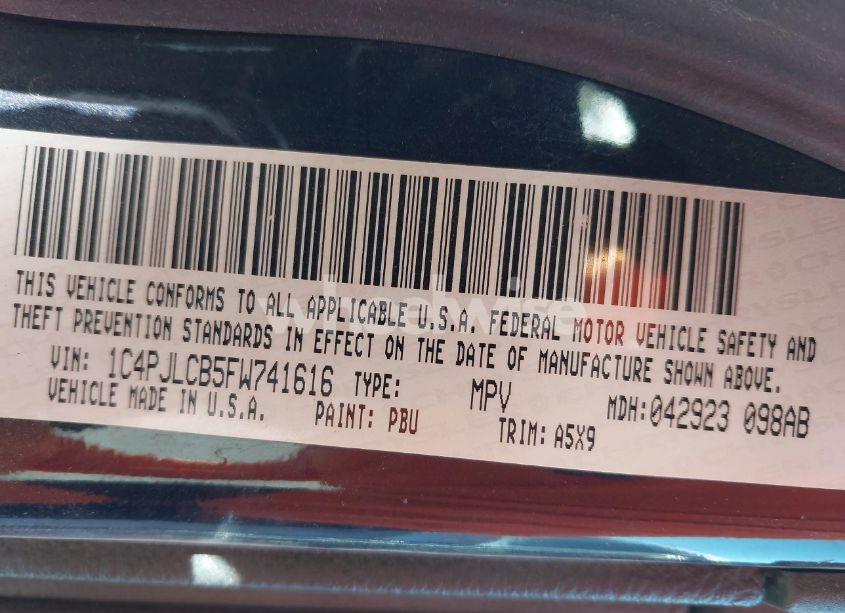 THIS VEHICLE CONFORMS TO ALL APPLICABLE U.S.A. FEDERAL MOTOR VEHICLE SAFETY AND
THEFT PREVENTION STANDARDS IN EFFECT ON THE DATE OF MANUFACTURE SHOWN ABOVE.
VIN: 1C4PJLCB5FW741616 TYPE: MPV MDH:042923 098AB
VEHICLE MADE IN U.S.A. PAINT: PBU TRIM: A5X9